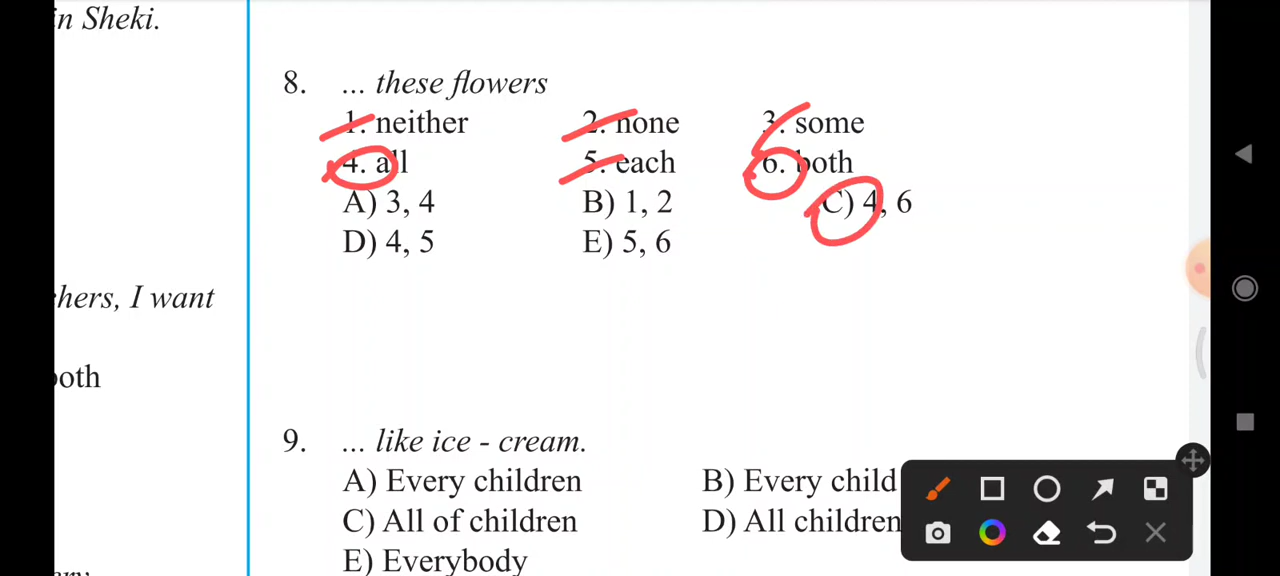 in Sheki.
8. ... these flowers
1. neither 2. none 3. some
4. all 5. each 6. both
A) 3, 4 B) 1, 2 C) 4, 6
D) 4, 5 E) 5, 6
hers, I want
both
9. ... like ice - cream.
A) Every children B) Every child
C) All of children D) All children
E) Everybody